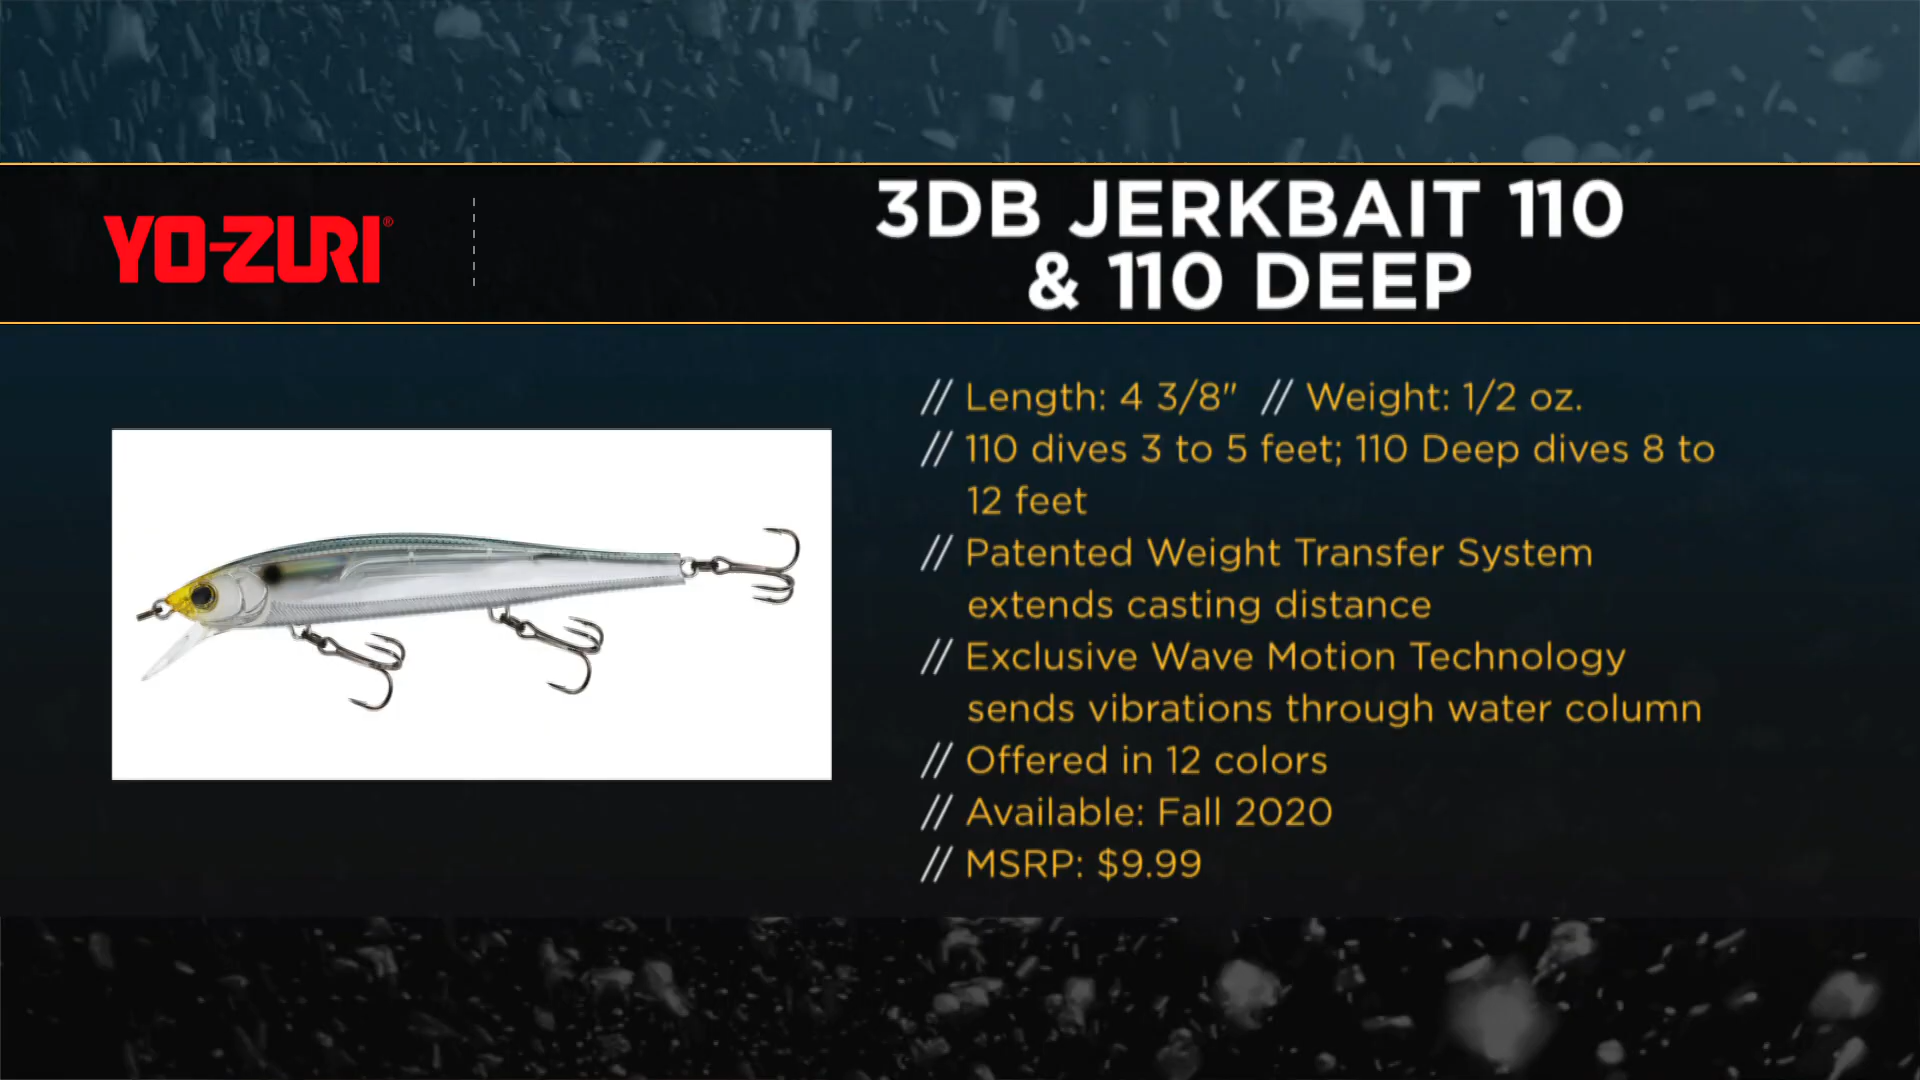 YO-ZURI®
3DB JERKBAIT 110
& 110 DEEP
// Length: 4 3/8" // Weight: 1/2 oz.
// 110 dives 3 to 5 feet; 110 Deep dives 8 to
12 feet
// Patented Weight Transfer System
extends casting distance
// Exclusive Wave Motion Technology
sends vibrations through water column
// Offered in 12 colors
// Available: Fall 2020
// MSRP: $9.99